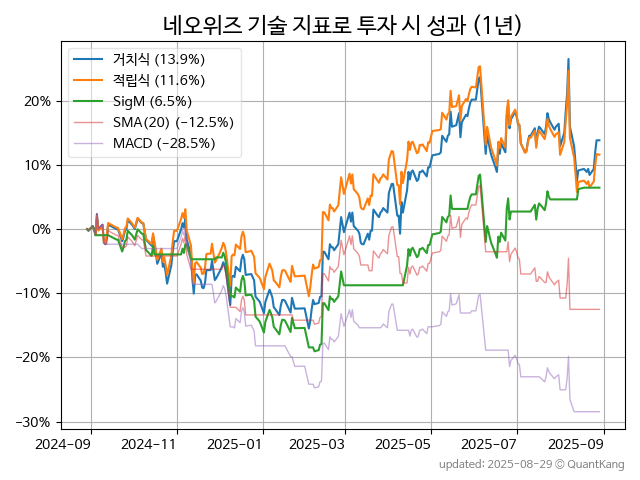 네오위즈 기술 지표로 투자 시 성과 (1년)
거치식 (13.9%)
적립식 (11.6%)
SigM (6.5%)
SMA(20) (−12.5%)
MACD (−28.5%)
20%
10%
0%
−10%
−20%
−30%
2024-09 2024-11 2025-01 2025-03 2025-05 2025-07 2025-09
updated: 2025-08-29 © QuantKang